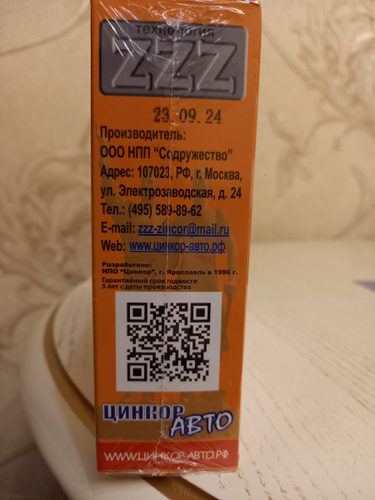 технология
ZZZ
23.09.24
Производитель:
ООО НПП "Содружество"
Адрес: 107023, РФ, г. Москва,
ул. Электрозаводская, д. 24
Тел.: (495) 589-89-62
E-mail: zzz-zincor@mail.ru
Web: www.цинкор-авто.рф
Разработано:
НПО "Цинкор", г. Ярославль в 1996 г.
Гарантийный срок годности
5 лет с даты производства
ЦИНКОР
АВТО
WWW.ЦИНКОР-АВТО.РФ